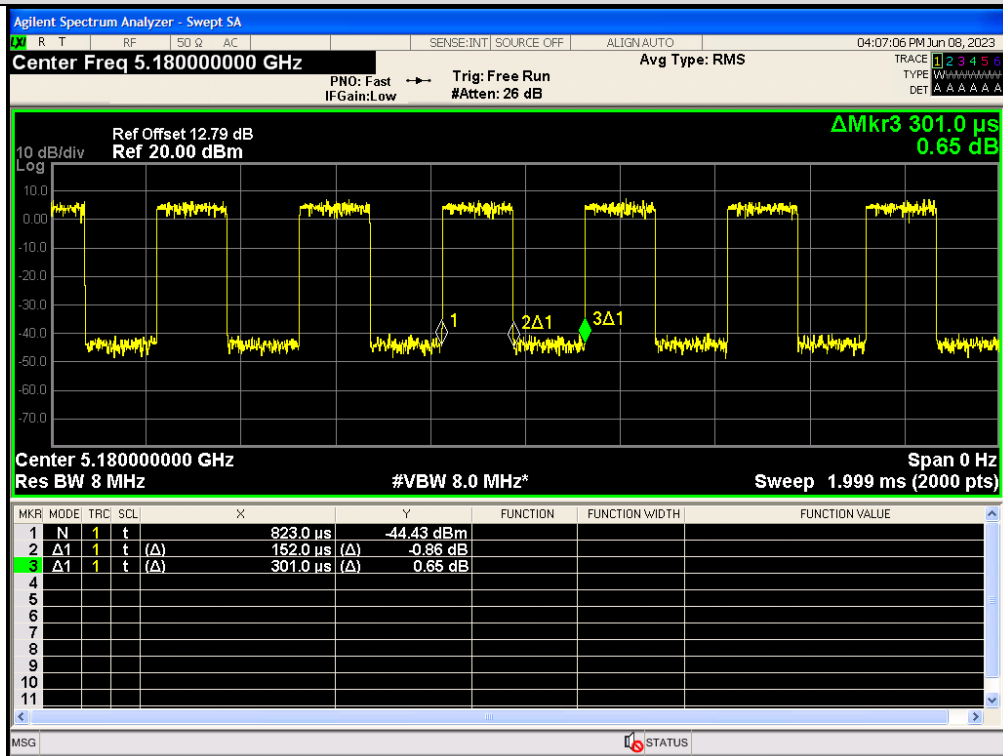 Agilent Spectrum Analyzer - Swept SA
LXI R T RF 50 Ω AC SENSE:INT SOURCE OFF ALIGN AUTO 04:07:06 PM Jun 08, 2023
Center Freq 5.180000000 GHz Avg Type: RMS TRACE 1 2 3 4 5 6
PNO: Fast Trig: Free Run TYPE W
IFGain:Low #Atten: 26 dB DET A A A A A A
ΔMkr3 301.0 µs
0.65 dB
Ref Offset 12.79 dB
10 dB/div Ref 20.00 dBm
Log
10.0
0.00
-10.0
-20.0
-30.0
-40.0
-50.0
-60.0
-70.0
1 2Δ1 3Δ1
Center 5.180000000 GHz Span 0 Hz
Res BW 8 MHz #VBW 8.0 MHz* Sweep 1.999 ms (2000 pts)
MKR MODE TRC SCL X Y FUNCTION FUNCTION WIDTH FUNCTION VALUE
1 N 1 t 823.0 µs -44.43 dBm
2 Δ1 1 t (Δ) 152.0 µs (Δ) -0.86 dB
3 Δ1 1 t (Δ) 301.0 µs (Δ) 0.65 dB
4
5
6
7
8
9
10
11
MSG STATUS